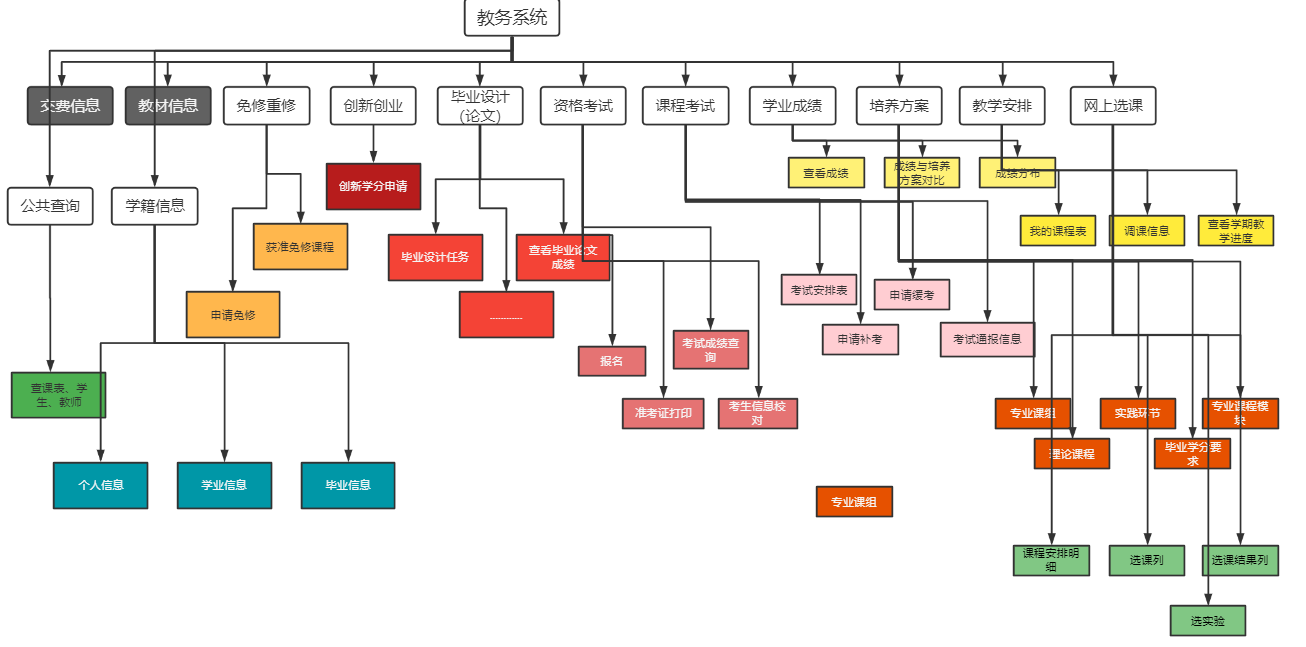 教务系统
交费信息
教材信息
免修重修
创新创业
毕业设计
（论文）
资格考试
课程考试
学业成绩
培养方案
教学安排
网上选课
公共查询
学籍信息
创新学分申请
查看成绩
成绩与培养
方案对比
成绩分布
我的课程表
调课信息
查看学期教
学进度
获准免修课程
毕业设计任务
查看毕业论文
成绩
申请免修
............
考试安排表
申请缓考
申请补考
考试通报信息
报名
考试成绩查
询
查课表、学
生、教师
准考证打印
考生信息校
对
专业课组
实践环节
专业课程模
块
理论课程
毕业学分要
求
个人信息
学业信息
毕业信息
专业课组
课程安排明
细
选课列
选课结果列
选实验